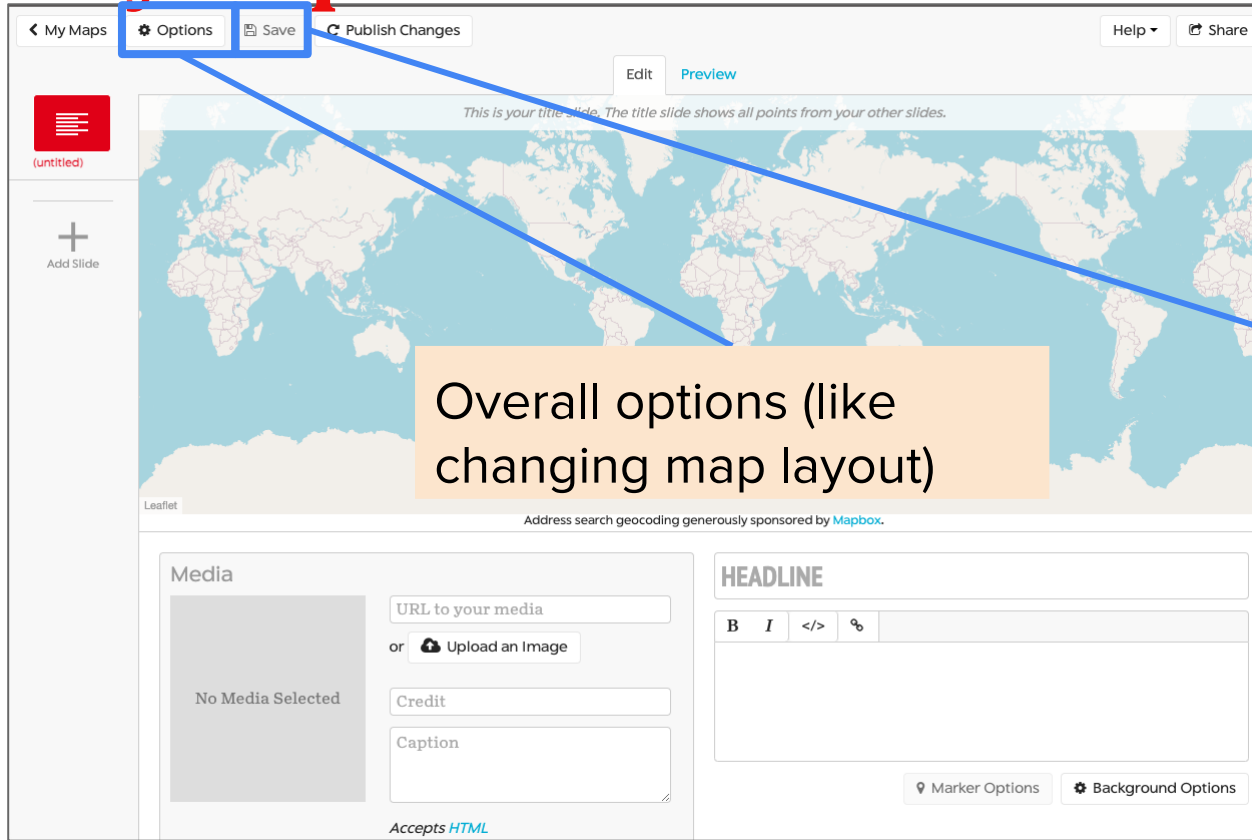 My Maps Options Save Publish Changes Help Share
Edit Preview
This is your title slide. The title slide shows all points from your other slides.
(untitled)
Add Slide
Overall options (like
changing map layout)
Leaflet
Address search geocoding generously sponsored by Mapbox.
Media
No Media Selected
URL to your media
or Upload an Image
Credit
Caption
Accepts HTML
HEADLINE
B I </>
Marker Options Background Options